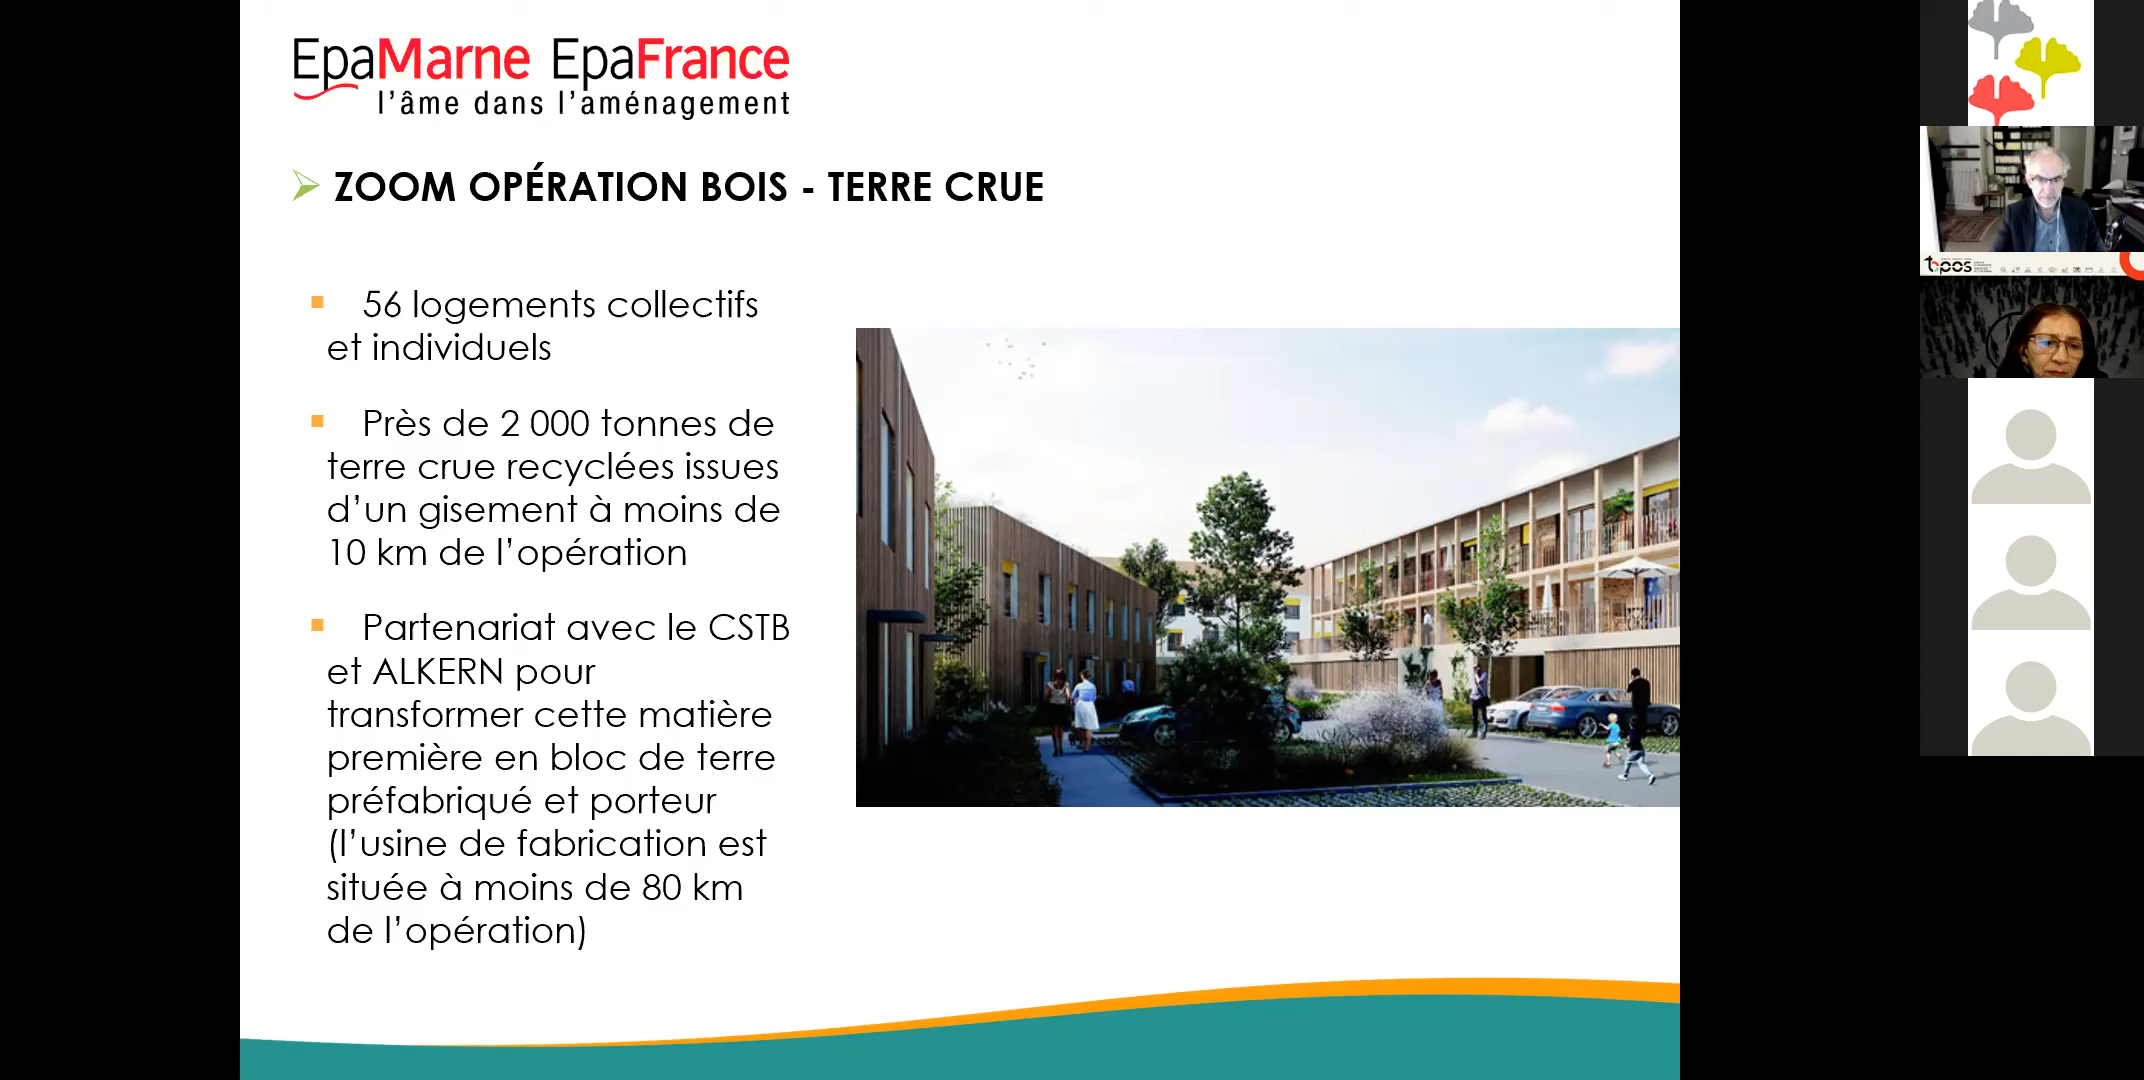 EpaMarne EpaFrance
l'âme dans l'aménagement
ZOOM OPÉRATION BOIS - TERRE CRUE
56 logements collectifs
et individuels
Près de 2 000 tonnes de
terre crue recyclées issues
d'un gisement à moins de
10 km de l'opération
Partenariat avec le CSTB
et ALKERN pour
transformer cette matière
première en bloc de terre
préfabriqué et porteur
(l'usine de fabrication est
située à moins de 80 km
de l'opération)
topos